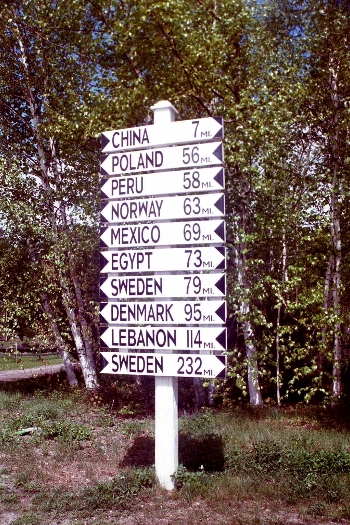 CHINA 7 MI.
POLAND 56 MI.
PERU 58 MI.
NORWAY 63 MI.
MEXICO 69 MI.
EGYPT 73 MI.
SWEDEN 79 MI.
DENMARK 95 MI.
LEBANON 114 MI.
SWEDEN 232 MI.